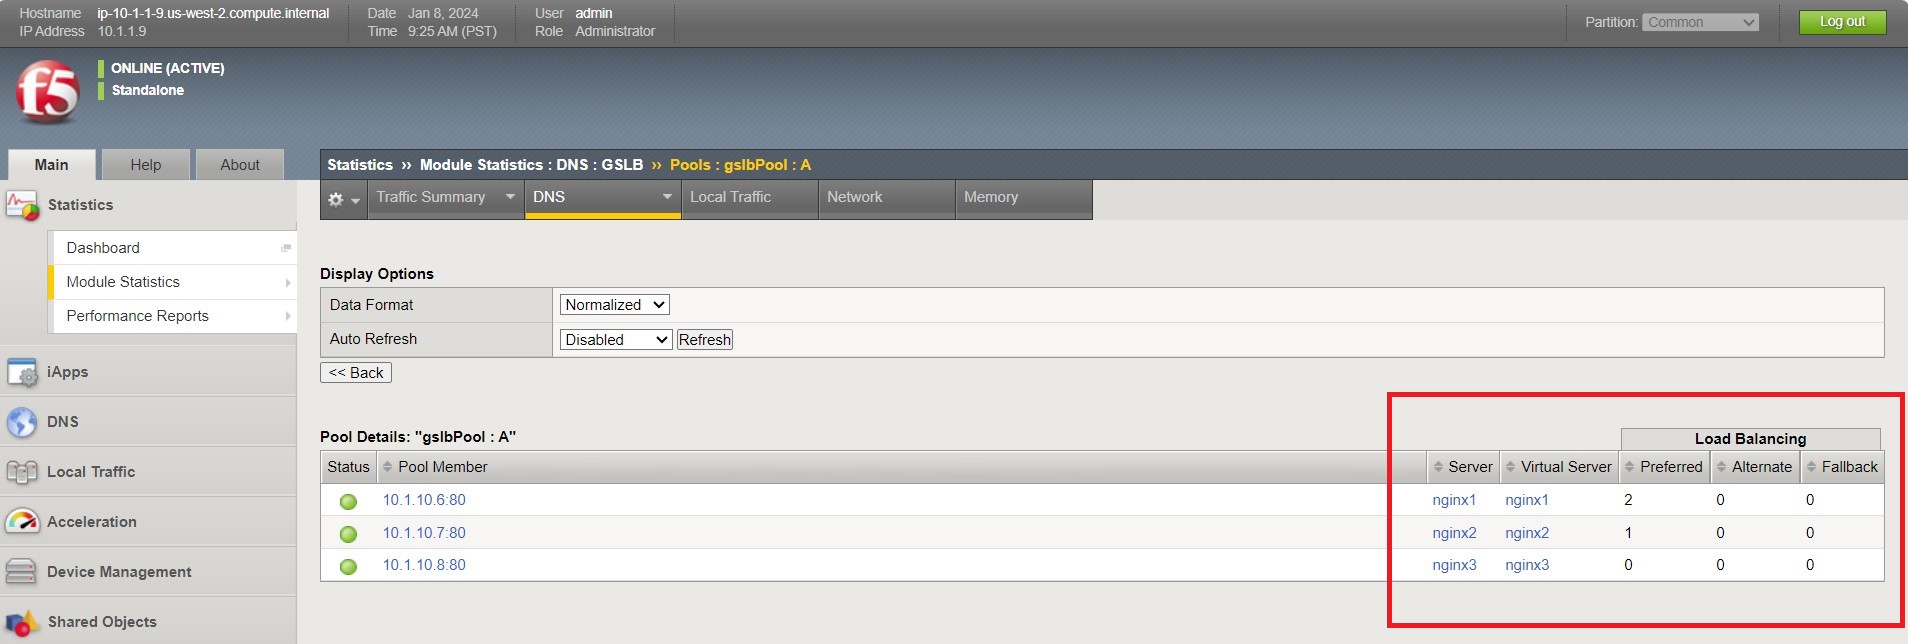 Hostname ip-10-1-1-9.us-west-2.compute.internal Date Jan 8, 2024 User admin
IP Address 10.1.1.9 Time 9:25 AM (PST) Role Administrator
Partition: Common Log out
f5
ONLINE (ACTIVE)
Standalone
Main Help About
Statistics ›› Module Statistics : DNS : GSLB ›› Pools : gslbPool : A
Traffic Summary DNS Local Traffic Network Memory
Statistics
Dashboard
Module Statistics
Performance Reports
iApps
DNS
Local Traffic
Acceleration
Device Management
Shared Objects
Display Options
Data Format Normalized
Auto Refresh Disabled Refresh
<< Back
Pool Details: "gslbPool : A"
Load Balancing
Status Pool Member Server Virtual Server Preferred Alternate Fallback
10.1.10.6:80 nginx1 nginx1 2 0 0
10.1.10.7:80 nginx2 nginx2 1 0 0
10.1.10.8:80 nginx3 nginx3 0 0 0